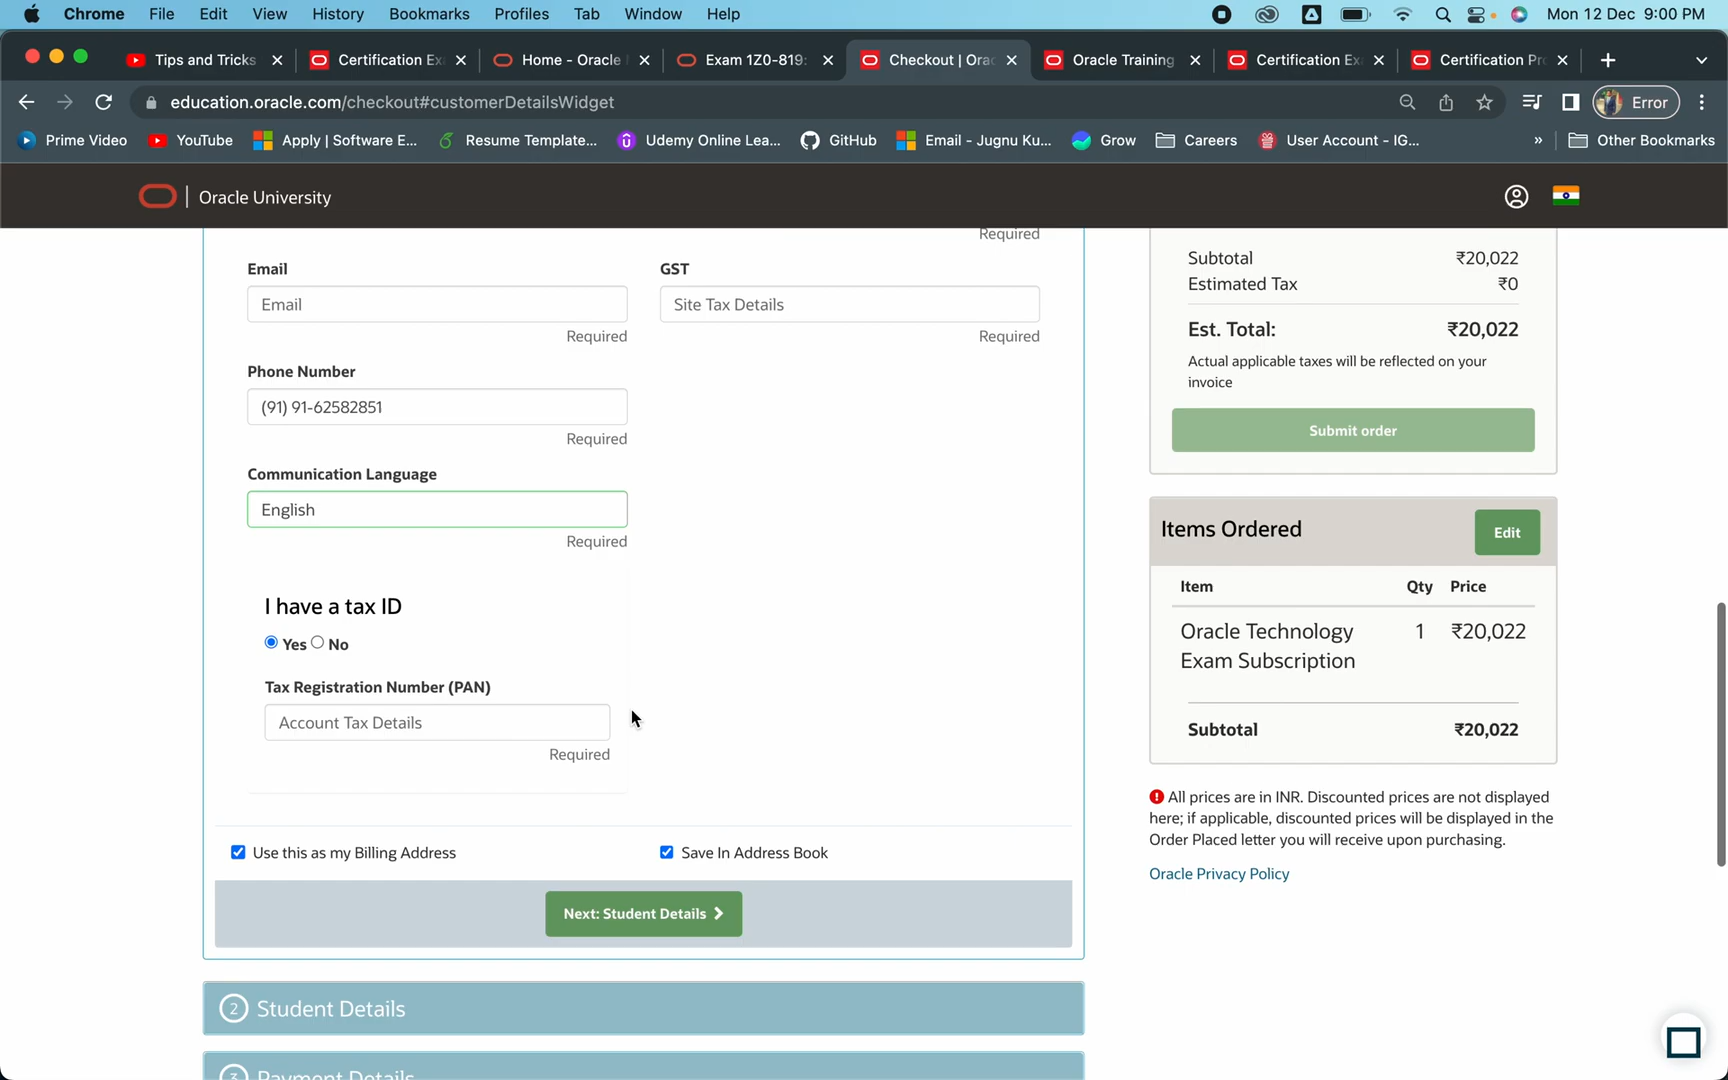 Chrome File Edit View History Bookmarks Profiles Tab Window Help Mon 12 Dec 9:00 PM
Tips and Tricks Certification Ex Home - Oracle Exam 1Z0-819: Checkout | Orac Oracle Training Certification Ex Certification Pr
education.oracle.com/checkout#customerDetailsWidget Error
Prime Video YouTube Apply | Software E... Resume Template... Udemy Online Lea... GitHub Email - Jugnu Ku... Grow Careers User Account - IG... » Other Bookmarks
Oracle University
Required
Email GST
Email Site Tax Details
Required Required
Phone Number
(91) 91-62582851
Required
Communication Language
English
Required
I have a tax ID
Yes No
Tax Registration Number (PAN)
Account Tax Details
Required
Use this as my Billing Address Save In Address Book
Next: Student Details
2 Student Details
3 Payment Details
Subtotal ₹20,022
Estimated Tax ₹0
Est. Total: ₹20,022
Actual applicable taxes will be reflected on your
invoice
Submit order
Items Ordered Edit
Item Qty Price
Oracle Technology 1 ₹20,022
Exam Subscription
Subtotal ₹20,022
All prices are in INR. Discounted prices are not displayed
here; if applicable, discounted prices will be displayed in the
Order Placed letter you will receive upon purchasing.
Oracle Privacy Policy